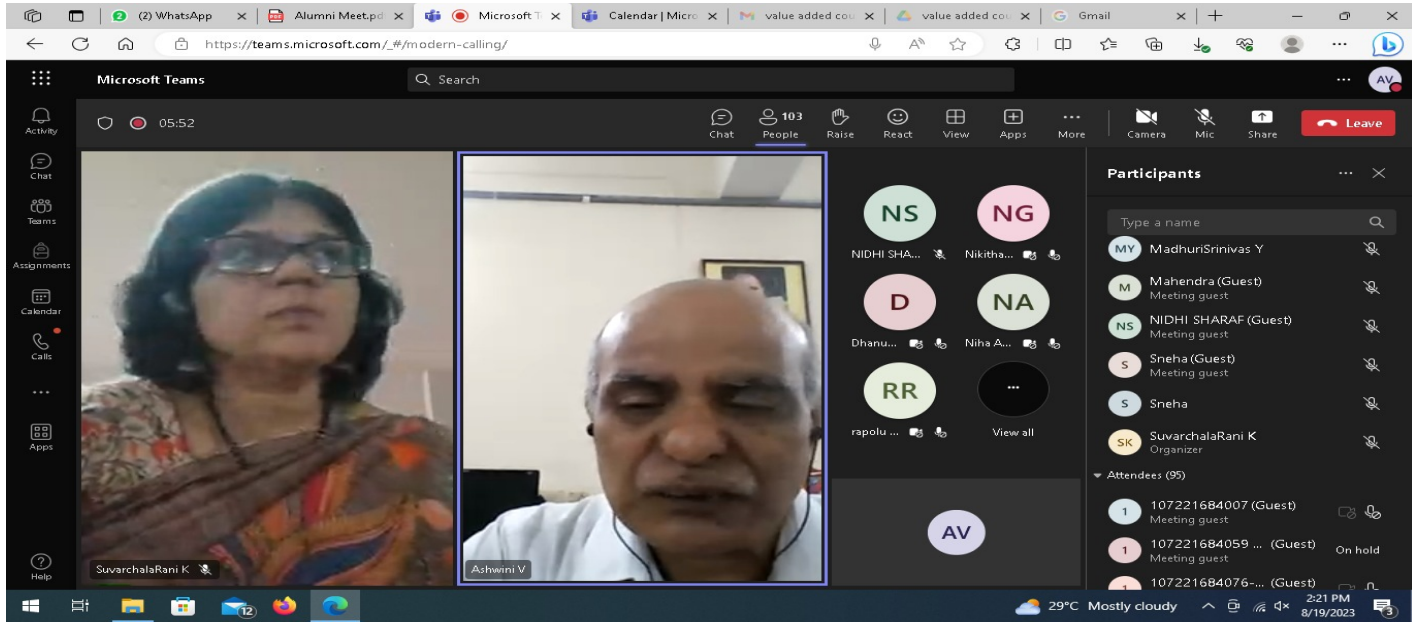 (2) WhatsApp
Alumni Meet.pd
Microsoft T
Calendar | Micro
value added cou
value added cou
Gmail
https://teams.microsoft.com/_#/modern-calling/
Microsoft Teams
Search
AV
05:52
Chat
103
People
Raise
React
View
Apps
More
Camera
Mic
Share
Leave
Activity
Chat
Teams
Assignments
Calendar
Calls
Apps
Help
SuvarchalaRani K
Ashwini V
NS
NIDHI SHA...
NG
Nikitha...
D
Dhanu...
NA
Niha A...
RR
rapolu ...
View all
AV
Participants
Type a name
MY MadhuriSrinivas Y
M Mahendra (Guest)
Meeting guest
NS NIDHI SHARAF (Guest)
Meeting guest
S Sneha (Guest)
Meeting guest
S Sneha
SK SuvarchalaRani K
Organizer
Attendees (95)
1 107221684007 (Guest)
Meeting guest
1 107221684059 ... (Guest) On hold
Meeting guest
1 107221684076-... (Guest)
12
29°C Mostly cloudy
2:21 PM
8/19/2023
3